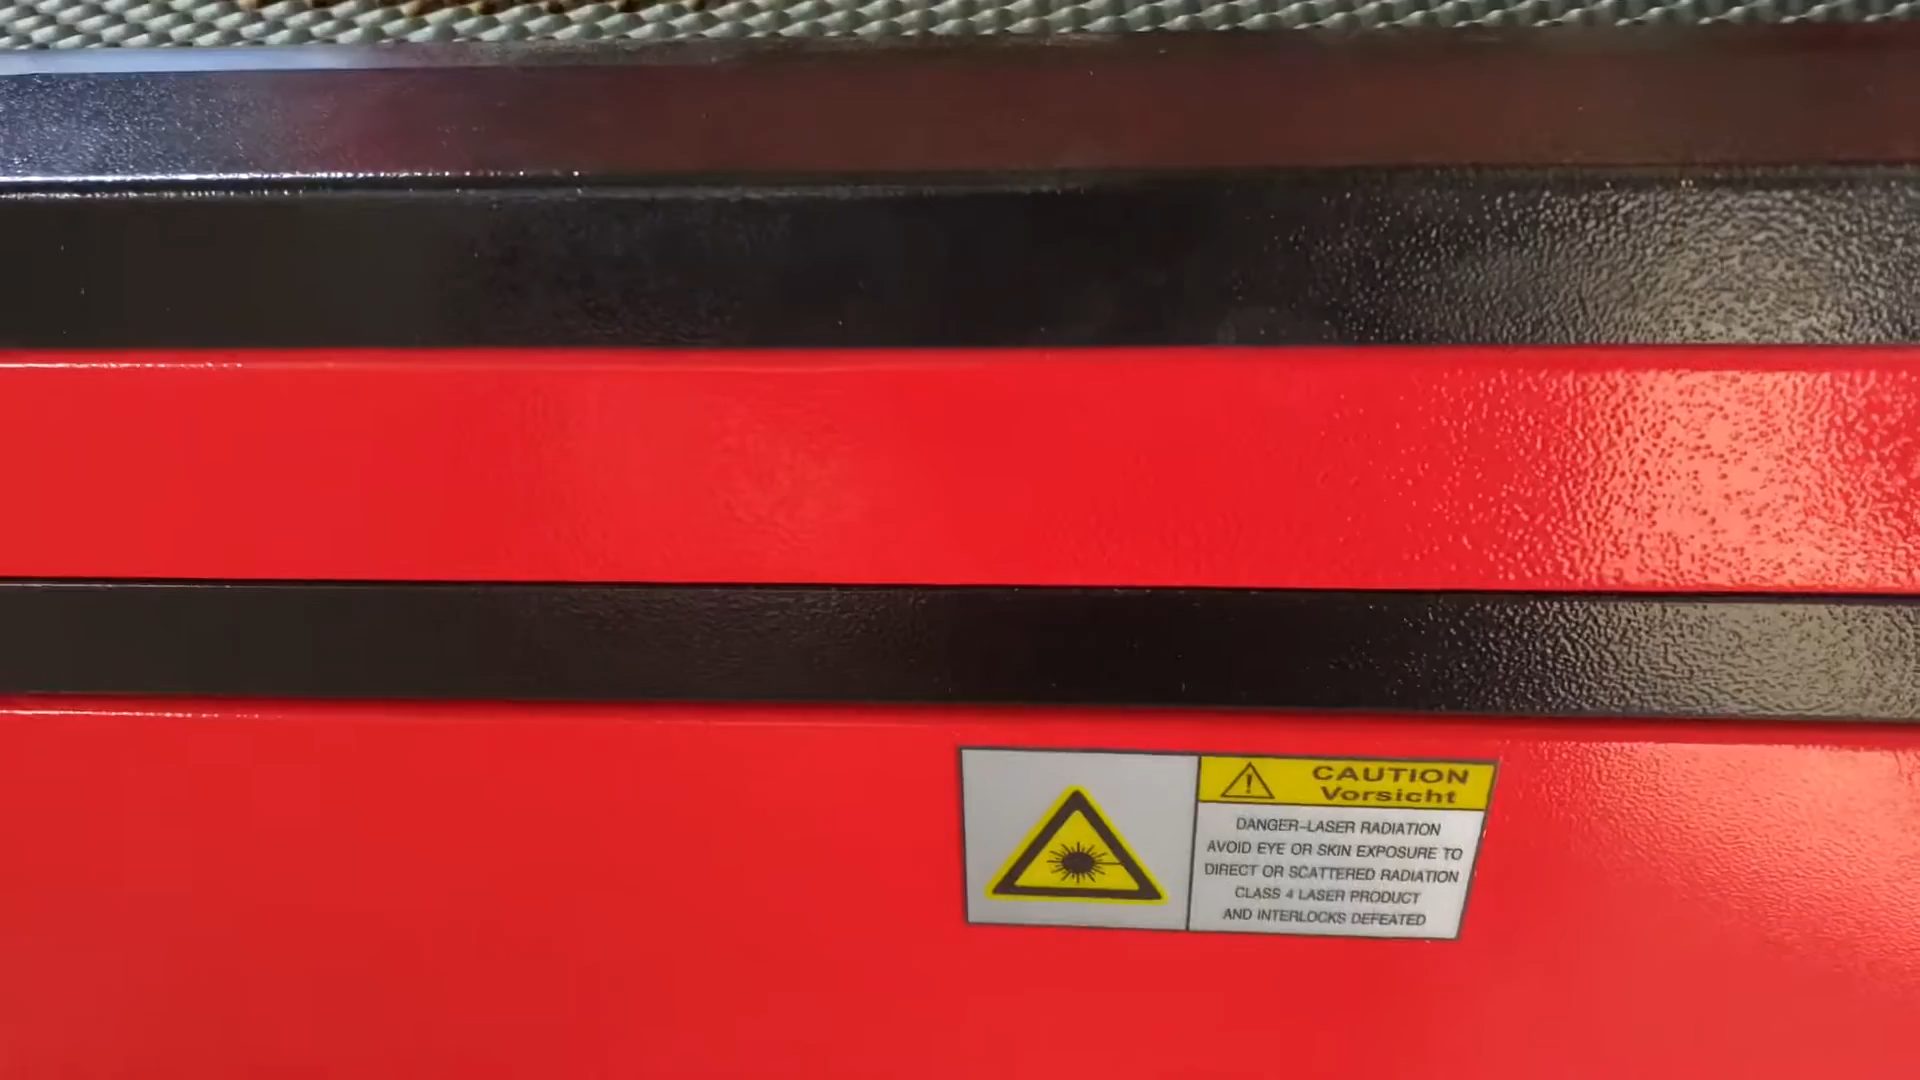 CAUTION
Vorsicht
DANGER-LASER RADIATION
AVOID EYE OR SKIN EXPOSURE TO
DIRECT OR SCATTERED RADIATION
CLASS 4 LASER PRODUCT
AND INTERLOCKS DEFEATED